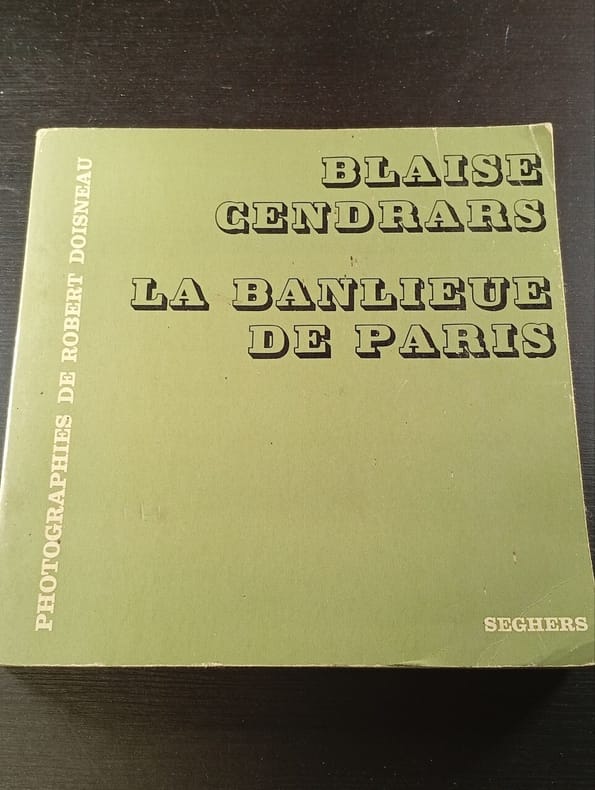 BLAISE
CENDRARS
LA BANLIEUE
DE PARIS
PHOTOGRAPHIES DE ROBERT DOISNEAU
SEGHERS